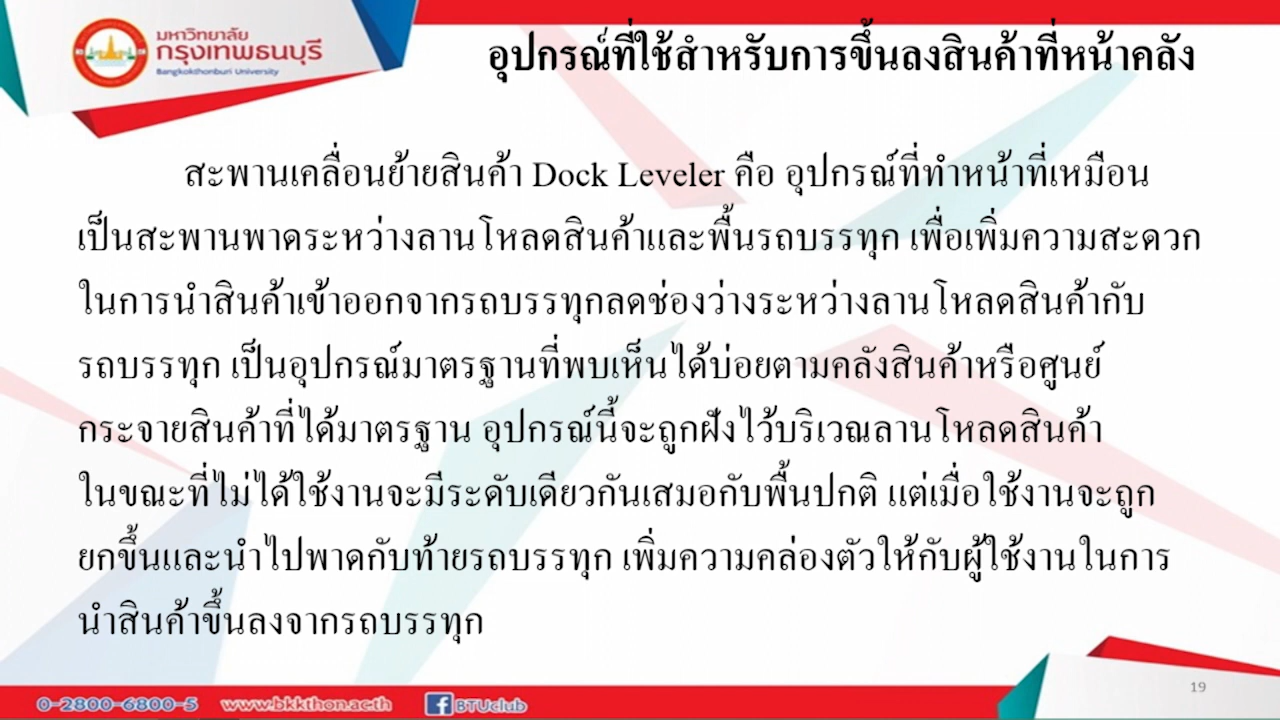 มหาวิทยาลัย
กรุงเทพธนบุรี
Bangkokthonburi University
อุปกรณ์ที่ใช้สำหรับการขึ้นลงสินค้าที่หน้าคลัง
สะพานเคลื่อนย้ายสินค้า Dock Leveler คือ อุปกรณ์ที่ทำหน้าที่เหมือน
เป็นสะพานพาดระหว่างลานโหลดสินค้าและพื้นรถบรรทุก เพื่อเพิ่มความสะดวก
ในการนำสินค้าเข้าออกจากรถบรรทุกลดช่องว่างระหว่างลานโหลดสินค้ากับ
รถบรรทุก เป็นอุปกรณ์มาตรฐานที่พบเห็นได้บ่อยตามคลังสินค้าหรือศูนย์
กระจายสินค้าที่ได้มาตรฐาน อุปกรณ์นี้จะถูกฝังไว้บริเวณลานโหลดสินค้า
ในขณะที่ไม่ได้ใช้งานจะมีระดับเดียวกันเสมอกับพื้นปกติ แต่เมื่อใช้งานจะถูก
ยกขึ้นและนำไปพาดกับท้ายรถบรรทุก เพิ่มความคล่องตัวให้กับผู้ใช้งานในการ
นำสินค้าขึ้นลงจากรถบรรทุก
19
0-2800-6800-5 www.bkkthon.ac.th BTUclub